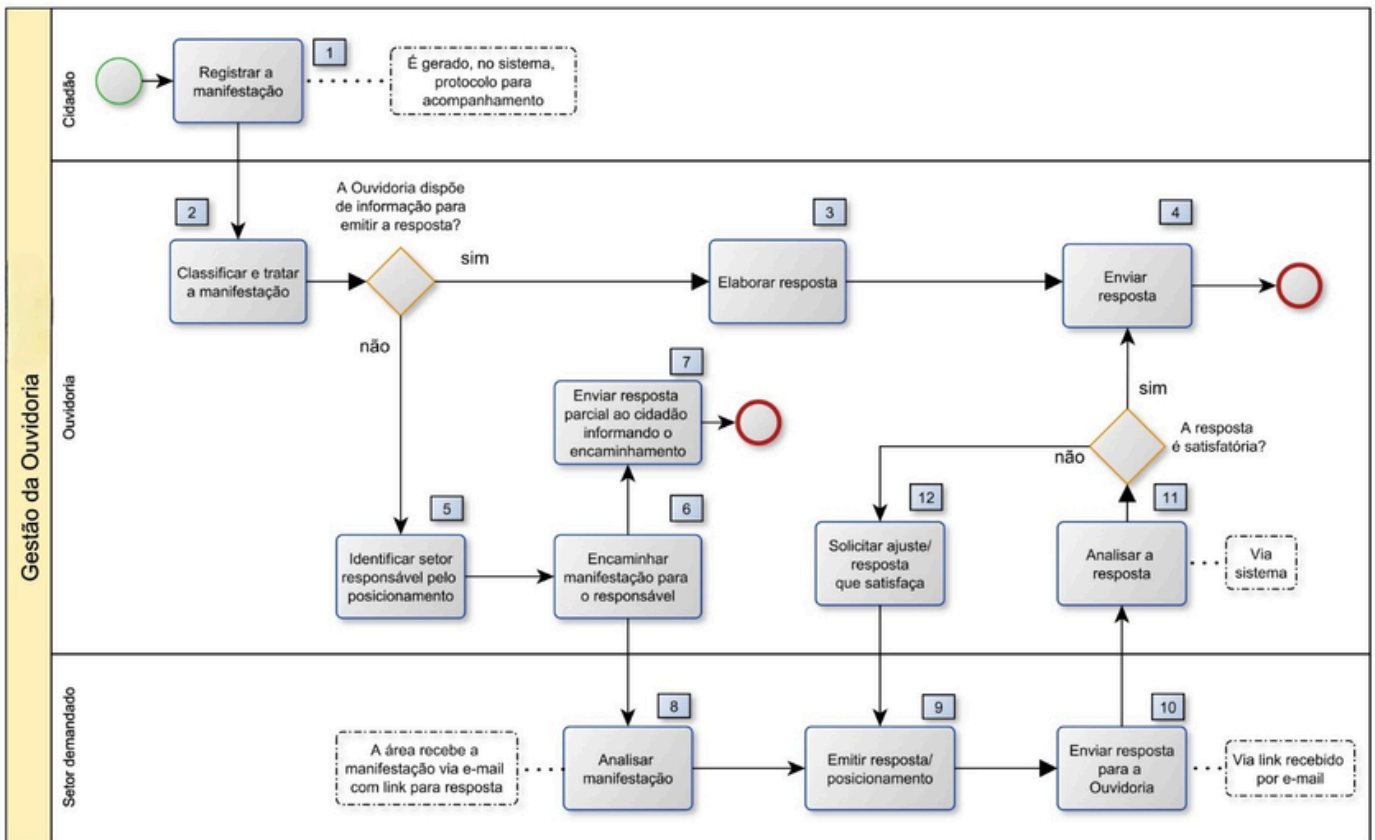 Gestão da Ouvidoria
Cidadão
Registrar a
manifestação
1
É gerado, no sistema,
protocolo para
acompanhamento
Ouvidoria
2
Classificar e tratar
a manifestação
A Ouvidoria dispõe
de informação para
emitir a resposta?
sim
não
3
Elaborar resposta
4
Enviar
resposta
7
Enviar resposta
parcial ao cidadão
informando o
encaminhamento
sim
A resposta
é satisfatória?
não
5
Identificar setor
responsável pelo
posicionamento
6
Encaminhar
manifestação para
o responsável
12
Solicitar ajuste/
resposta
que satisfaça
11
Analisar a
resposta
Via
sistema
Setor demandado
A área recebe a
manifestação via e-mail
com link para resposta
8
Analisar
manifestação
9
Emitir resposta/
posicionamento
10
Enviar resposta
para a
Ouvidoria
Via link recebido
por e-mail